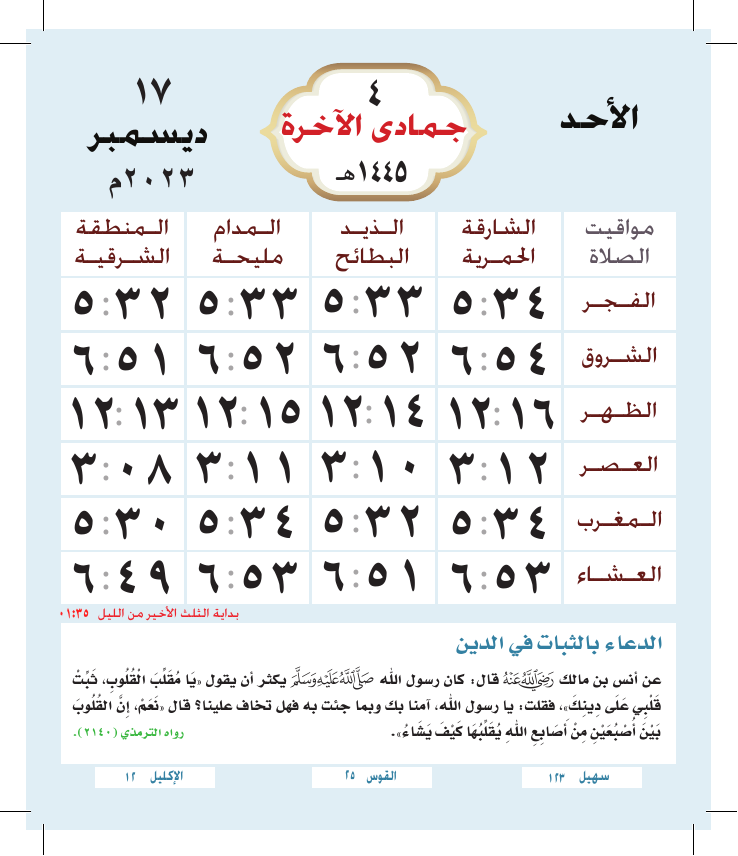 الأحد
٤
جمادى الآخرة
١٤٤٥هـ
١٧
ديسمبر
٢٠٢٣م
مواقيت الصلاة	الشارقة الحمرية	الذيد البطائح	المدام مليحة	المنطقة الشرقية
الفجر	٥:٣٤	٥:٣٣	٥:٣٣	٥:٣٢
الشروق	٦:٥٤	٦:٥٢	٦:٥٢	٦:٥١
الظهر	١٢:١٦	١٢:١٤	١٢:١٥	١٢:١٣
العصر	٣:١٢	٣:١٠	٣:١١	٣:٠٨
المغرب	٥:٣٤	٥:٣٢	٥:٣٤	٥:٣٠
العشاء	٦:٥٣	٦:٥١	٦:٥٣	٦:٤٩
بداية الثلث الأخير من الليل ٠١:٣٥
الدعاء بالثبات في الدين
عن أنس بن مالك رَضِيَ اللَّهُ عَنْهُ قال: كان رسول الله صَلَّى اللَّهُ عَلَيْهِ وَسَلَّمَ يكثر أن يقول «يَا مُقَلِّبَ الْقُلُوبِ، ثَبِّتْ
قَلْبِي عَلَى دِينِكَ»، فقلت: يا رسول الله، آمنا بك وبما جئت به فهل تخاف علينا؟ قال «نَعَمْ، إِنَّ الْقُلُوبَ
بَيْنَ أُصْبُعَيْنِ مِنْ أَصَابِعِ اللَّهِ يُقَلِّبُهَا كَيْفَ يَشَاءُ». رواه الترمذي (٢١٤٠).
سهيل ١٢٣
القوس ٢٥
الإكليل ١٢